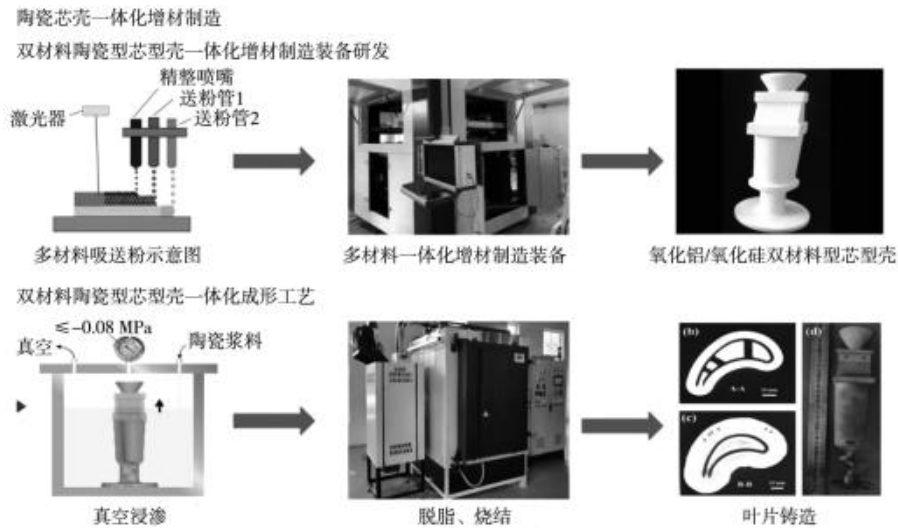 陶瓷芯壳一体化增材制造
双材料陶瓷型芯型壳一体化增材制造装备研发
精整喷嘴
送粉管1
激光器
送粉管2
多材料吸送粉示意图
多材料一体化增材制造装备
氧化铝/氧化硅双材料型芯型壳
双材料陶瓷型芯型壳一体化成形工艺
≤-0.08 MPa
真空
陶瓷浆料
(b)
(d)
A-A
(c)
B-B
真空浸渗
脱脂、烧结
叶片铸造